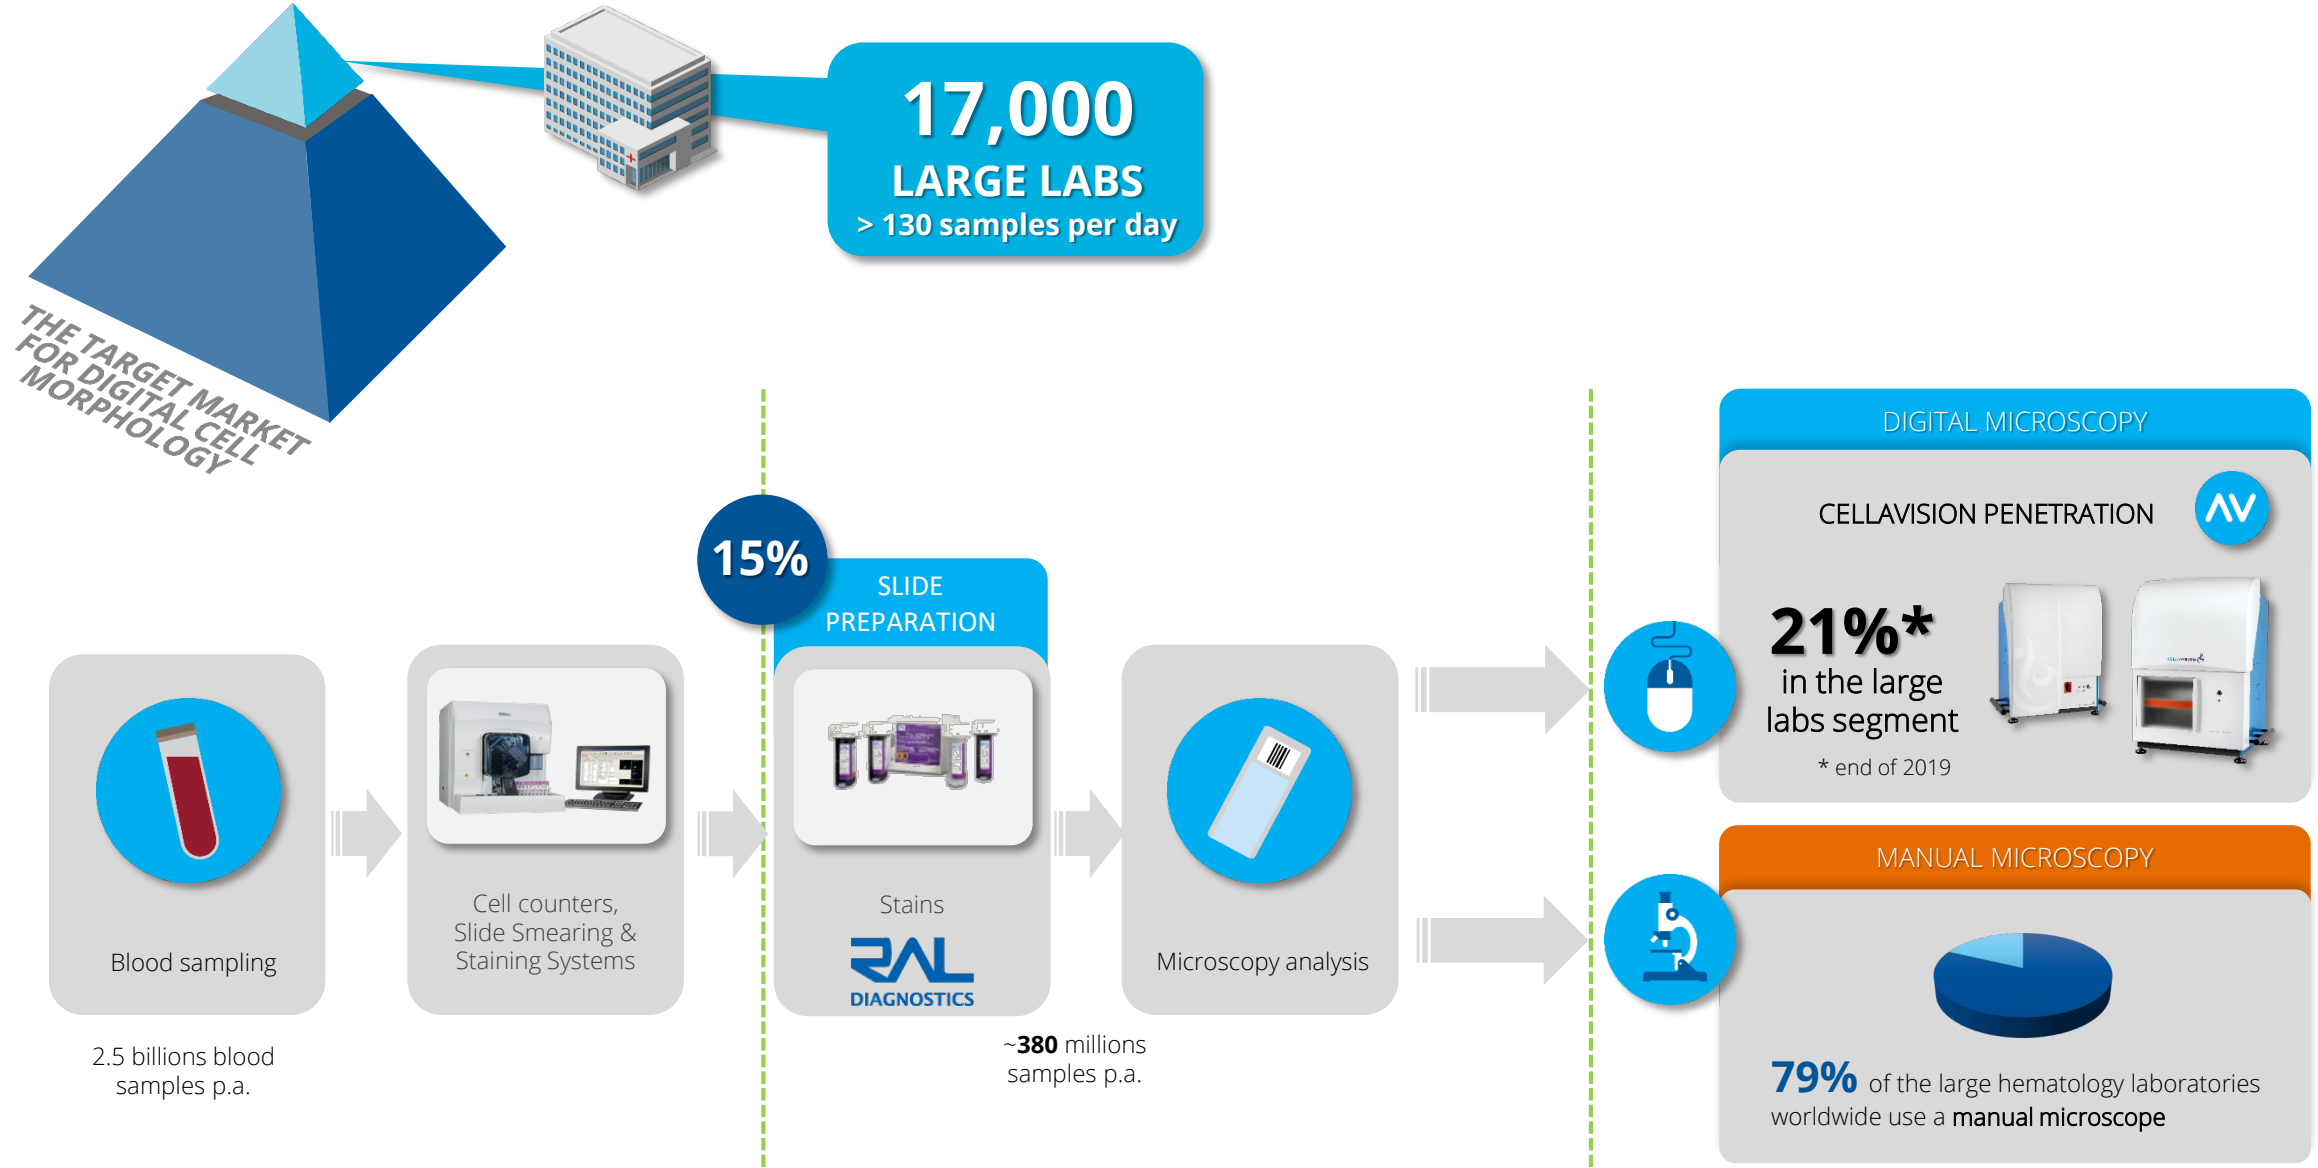 17,000
LARGE LABS
> 130 samples per day
THE TARGET MARKET
FOR DIGITAL CELL
MORPHOLOGY
15%
SLIDE
PREPARATION
Blood sampling
2.5 billions blood
samples p.a.
Cell counters,
Slide Smearing &
Staining Systems
Stains
RAL
DIAGNOSTICS
~380 millions
samples p.a.
Microscopy analysis
DIGITAL MICROSCOPY
CELLAVISION PENETRATION
21%*
in the large
labs segment
* end of 2019
CELLAVISION
MANUAL MICROSCOPY
79% of the large hematology laboratories
worldwide use a manual microscope